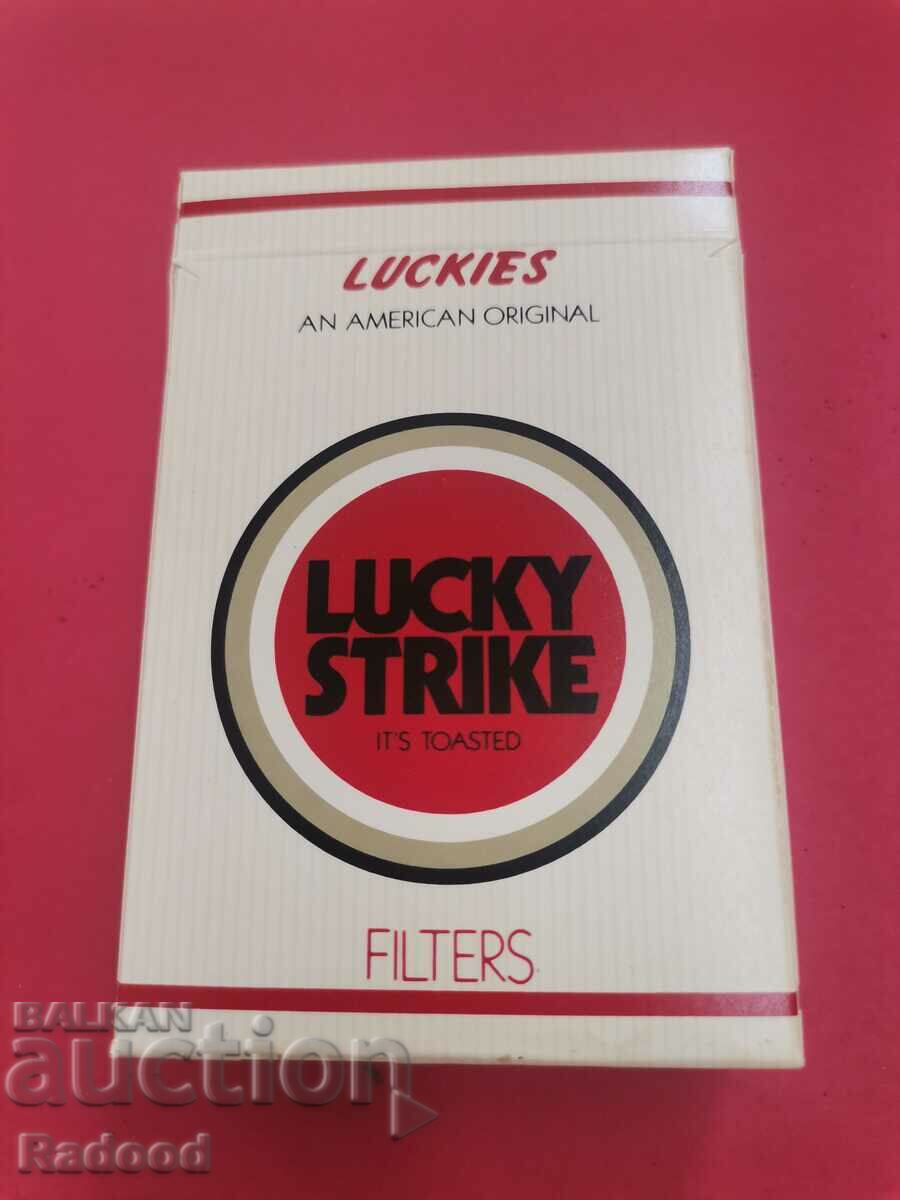 LUCKIES
AN AMERICAN ORIGINAL
LUCKY
STRIKE
IT'S TOASTED
FILTERS
BALKAN
auction
Radood